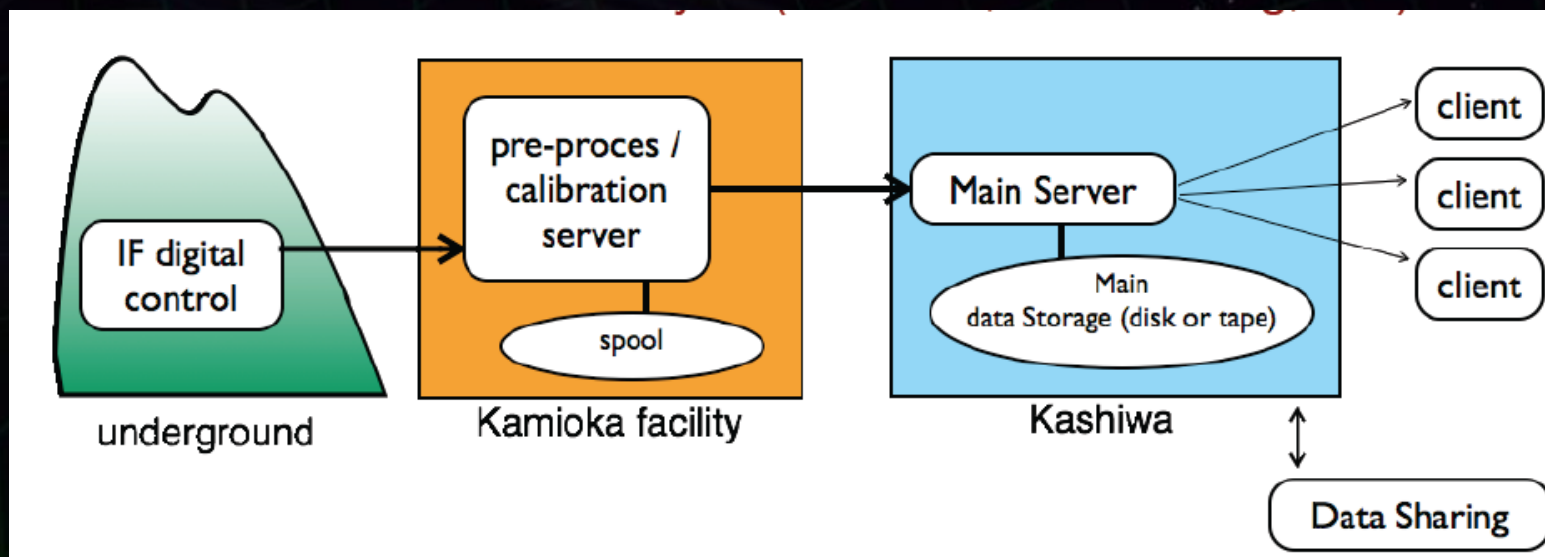 IF digital
control
underground
pre-proces /
calibration
server
spool
Kamioka facility
Main Server
Main
data Storage (disk or tape)
Kashiwa
client
client
client
Data Sharing